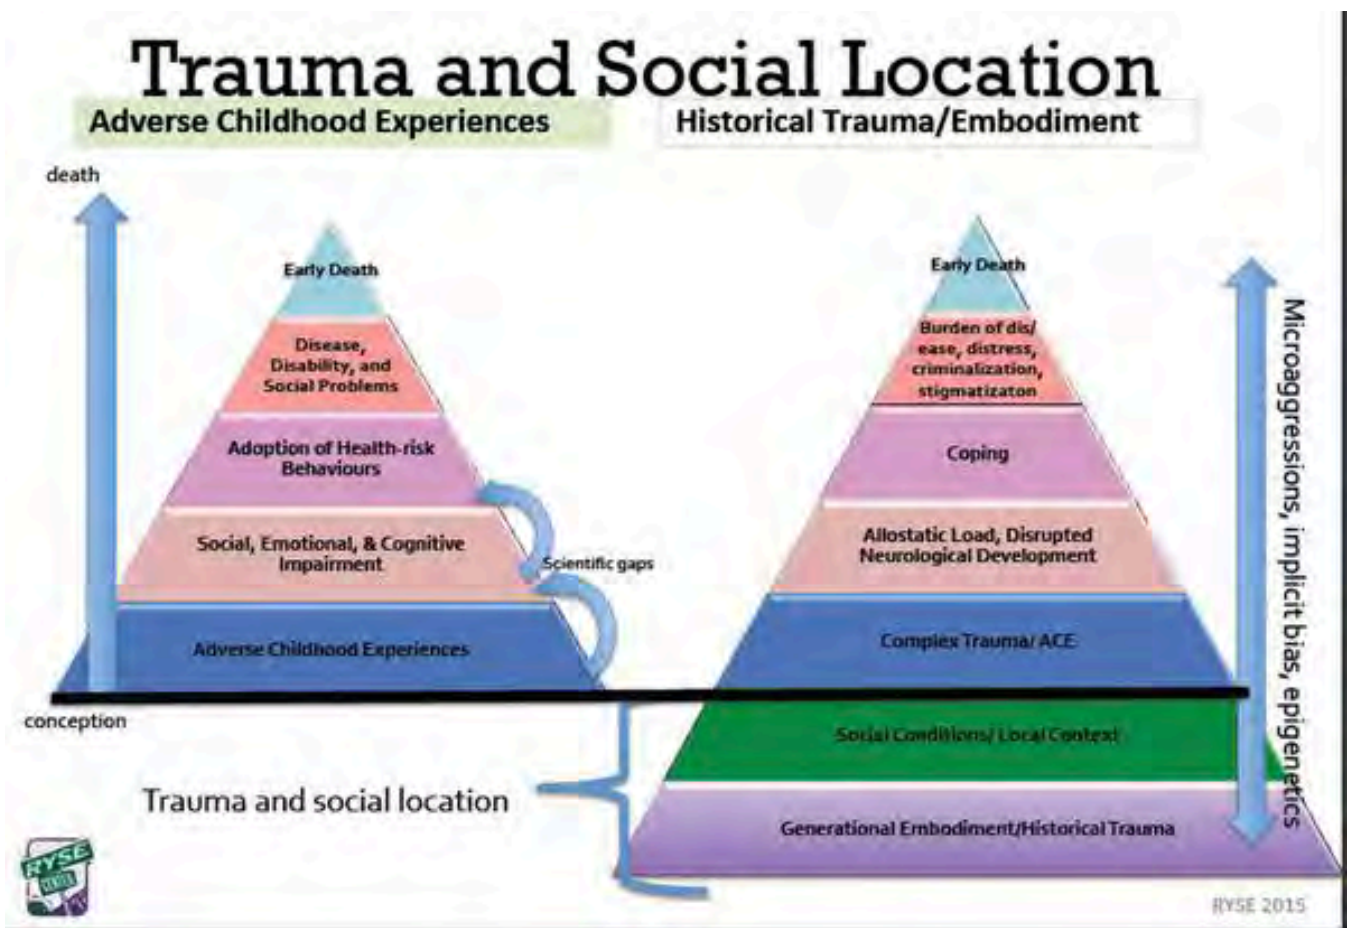 Trauma and Social Location
Adverse Childhood Experiences
Historical Trauma/Embodiment
death
Early Death
Disease,
Disability, and
Social Problems
Adoption of Health-risk
Behaviours
Social, Emotional, & Cognitive
Impairment
Scientific gaps
Adverse Childhood Experiences
conception
Early Death
Burden of dis/
ease, distress,
criminalization,
stigmatizaton
Coping
Allostatic Load, Disrupted
Neurological Development
Complex Trauma/ ACE
Social Conditions/ Local Context
Generational Embodiment/Historical Trauma
Microaggressions, implicit bias, epigenetics
Trauma and social location
RYSE
CENTER
RYSE 2015